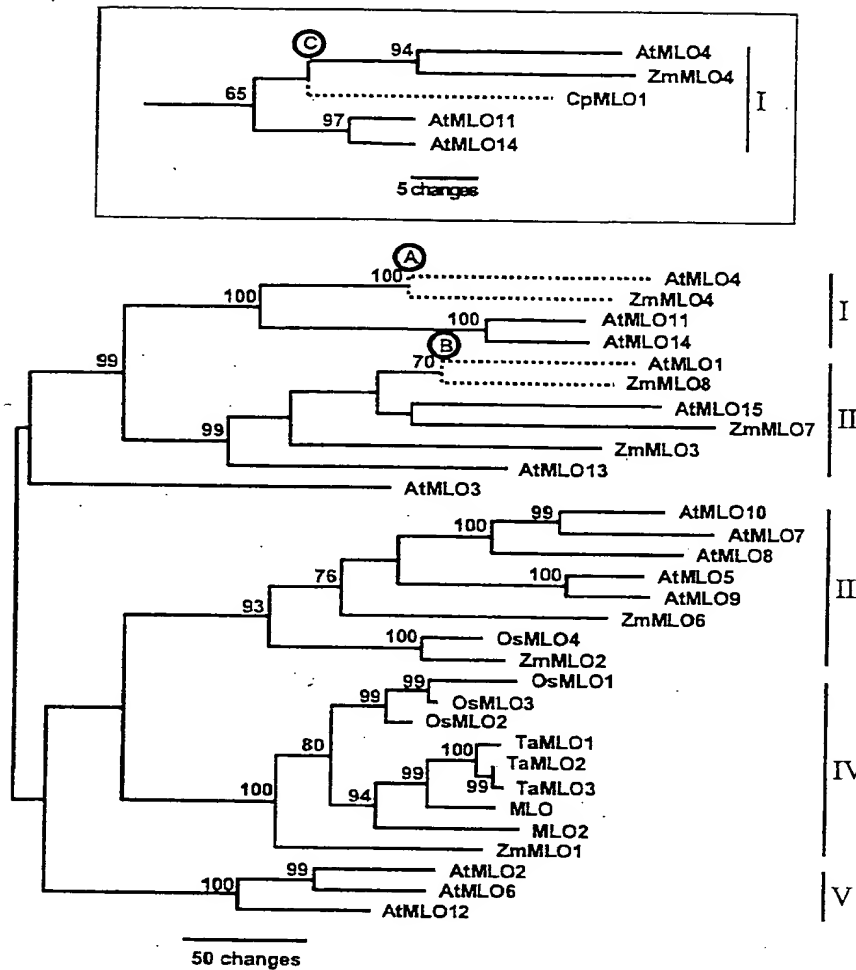 C
94
AtMLO4
ZmMLO4
65
CpMLO1
I
97
AtMLO11
AtMLO14
5 changes
A
100
AtMLO4
ZmMLO4
100
I
100
AtMLO11
AtMLO14
B
99
70
AtMLO1
ZmMLO8
AtMLO15
II
ZmMLO7
99
ZmMLO3
AtMLO13
AtMLO3
99
AtMLO10
100
AtMLO7
AtMLO8
76
100
AtMLO5
AtMLO9
III
93
ZmMLO6
100
OsMLO4
ZmMLO2
99
OsMLO1
99
OsMLO3
OsMLO2
80
100
TaMLO1
TaMLO2
IV
99
99
TaMLO3
100
94
MLO
MLO2
ZmMLO1
99
AtMLO2
100
AtMLO6
V
AtMLO12
50 changes